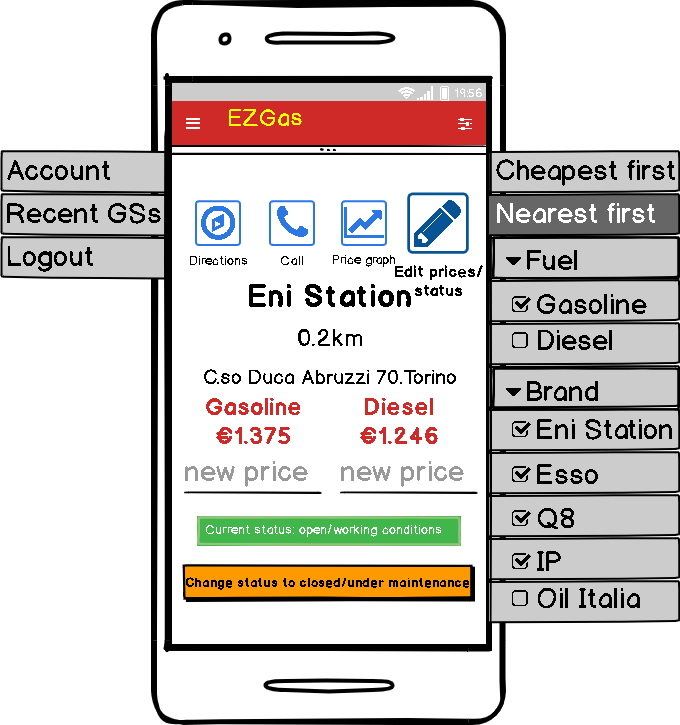 19:56
EZGas
Account
Recent GSs
Logout
Cheapest first
Nearest first
Fuel
Gasoline
Diesel
Brand
Eni Station
Esso
Q8
IP
Oil Italia
Directions
Call
Price graph
Edit prices/
status
Eni Station
0.2km
C.so Duca Abruzzi 70.Torino
Gasoline Diesel
€1.375 €1.246
new price new price
Current status: open/working conditions
Change status to closed/under maintenance